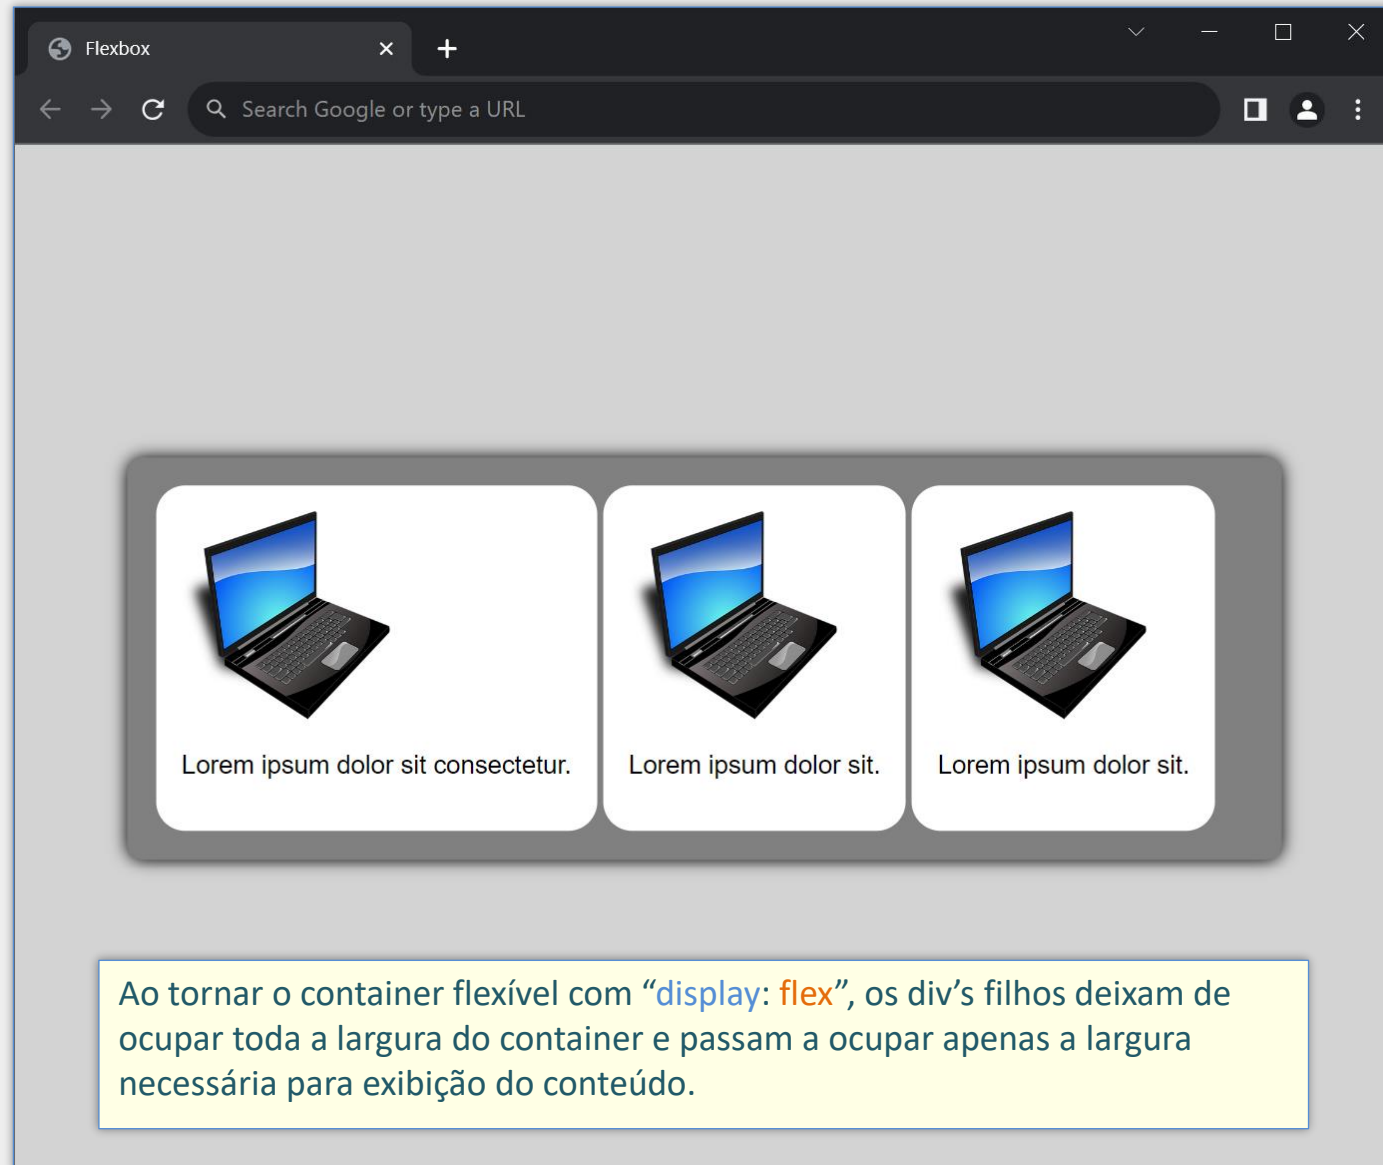 Flexbox
Search Google or type a URL
Lorem ipsum dolor sit consectetur.
Lorem ipsum dolor sit.
Lorem ipsum dolor sit.
Ao tornar o container flexível com “display: flex”, os div’s filhos deixam de
ocupar toda a largura do container e passam a ocupar apenas a largura
necessária para exibição do conteúdo.